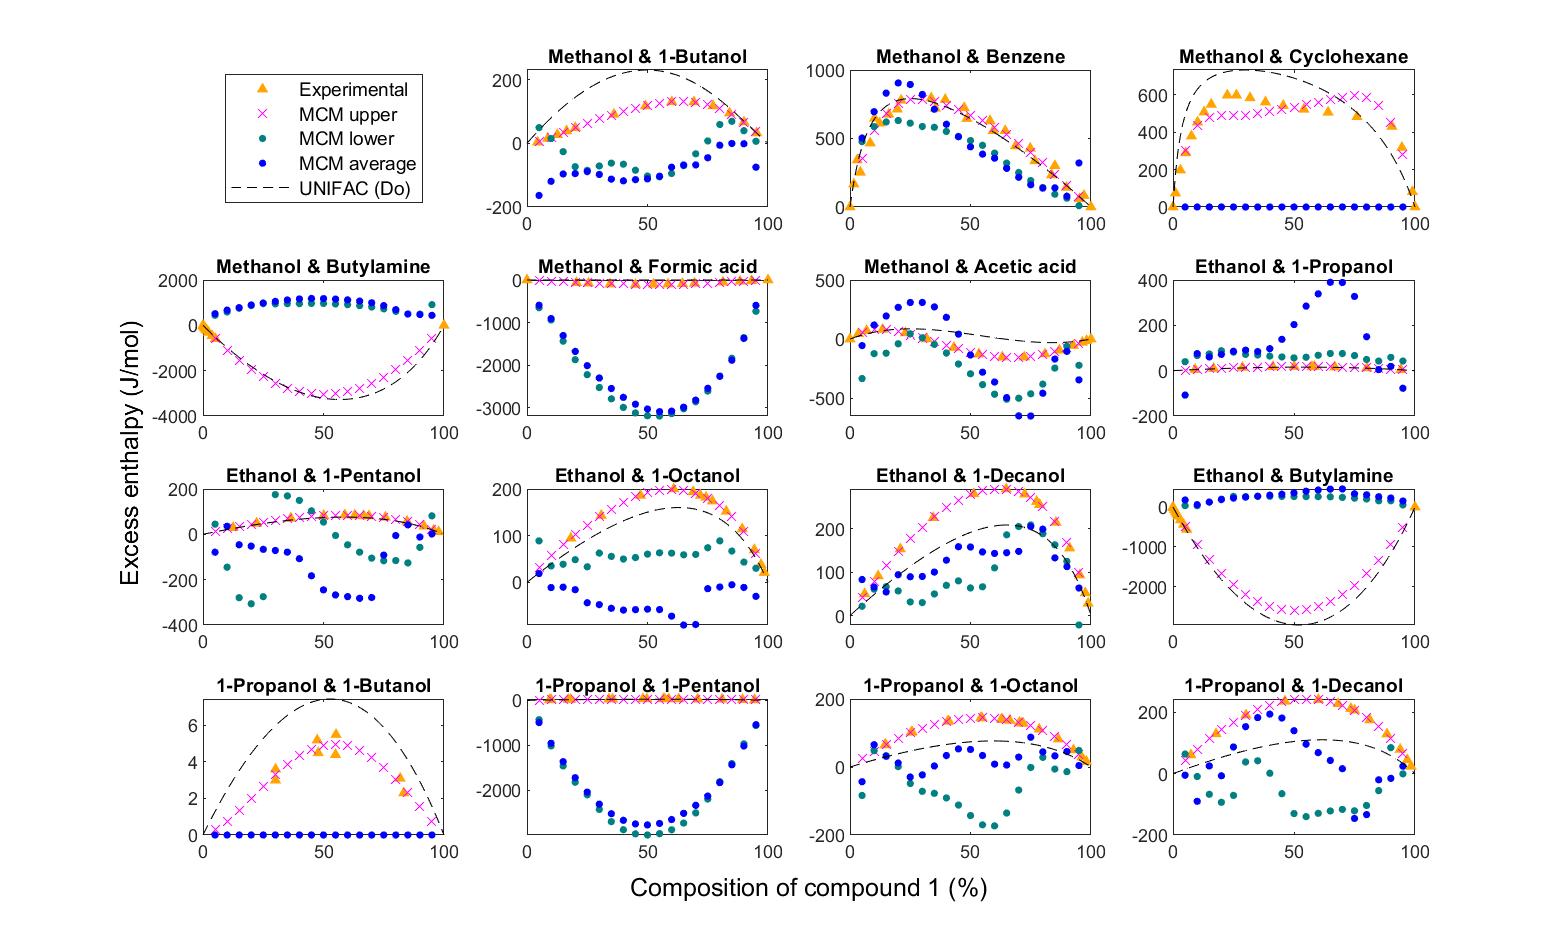 Methanol & 1-Butanol
Methanol & Benzene
Methanol & Cyclohexane
Experimental
MCM upper
MCM lower
MCM average
UNIFAC (Do)
200
0
-200
0 50 100
1000
500
0
0 50 100
600
400
200
0
0 50 100
Methanol & Butylamine
Methanol & Formic acid
Methanol & Acetic acid
Ethanol & 1-Propanol
2000
0
-2000
-4000
0 50 100
0
-1000
-2000
-3000
0 50 100
500
0
-500
0 50 100
400
200
0
-200
0 50 100
Excess enthalpy (J/mol)
Ethanol & 1-Pentanol
Ethanol & 1-Octanol
Ethanol & 1-Decanol
Ethanol & Butylamine
200
0
-200
-400
0 50 100
200
100
0
0 50 100
200
100
0
0 50 100
0
-1000
-2000
0 50 100
1-Propanol & 1-Butanol
1-Propanol & 1-Pentanol
1-Propanol & 1-Octanol
1-Propanol & 1-Decanol
6
4
2
0
0 50 100
0
-1000
-2000
0 50 100
200
0
-200
0 50 100
200
0
-200
0 50 100
Composition of compound 1 (%)